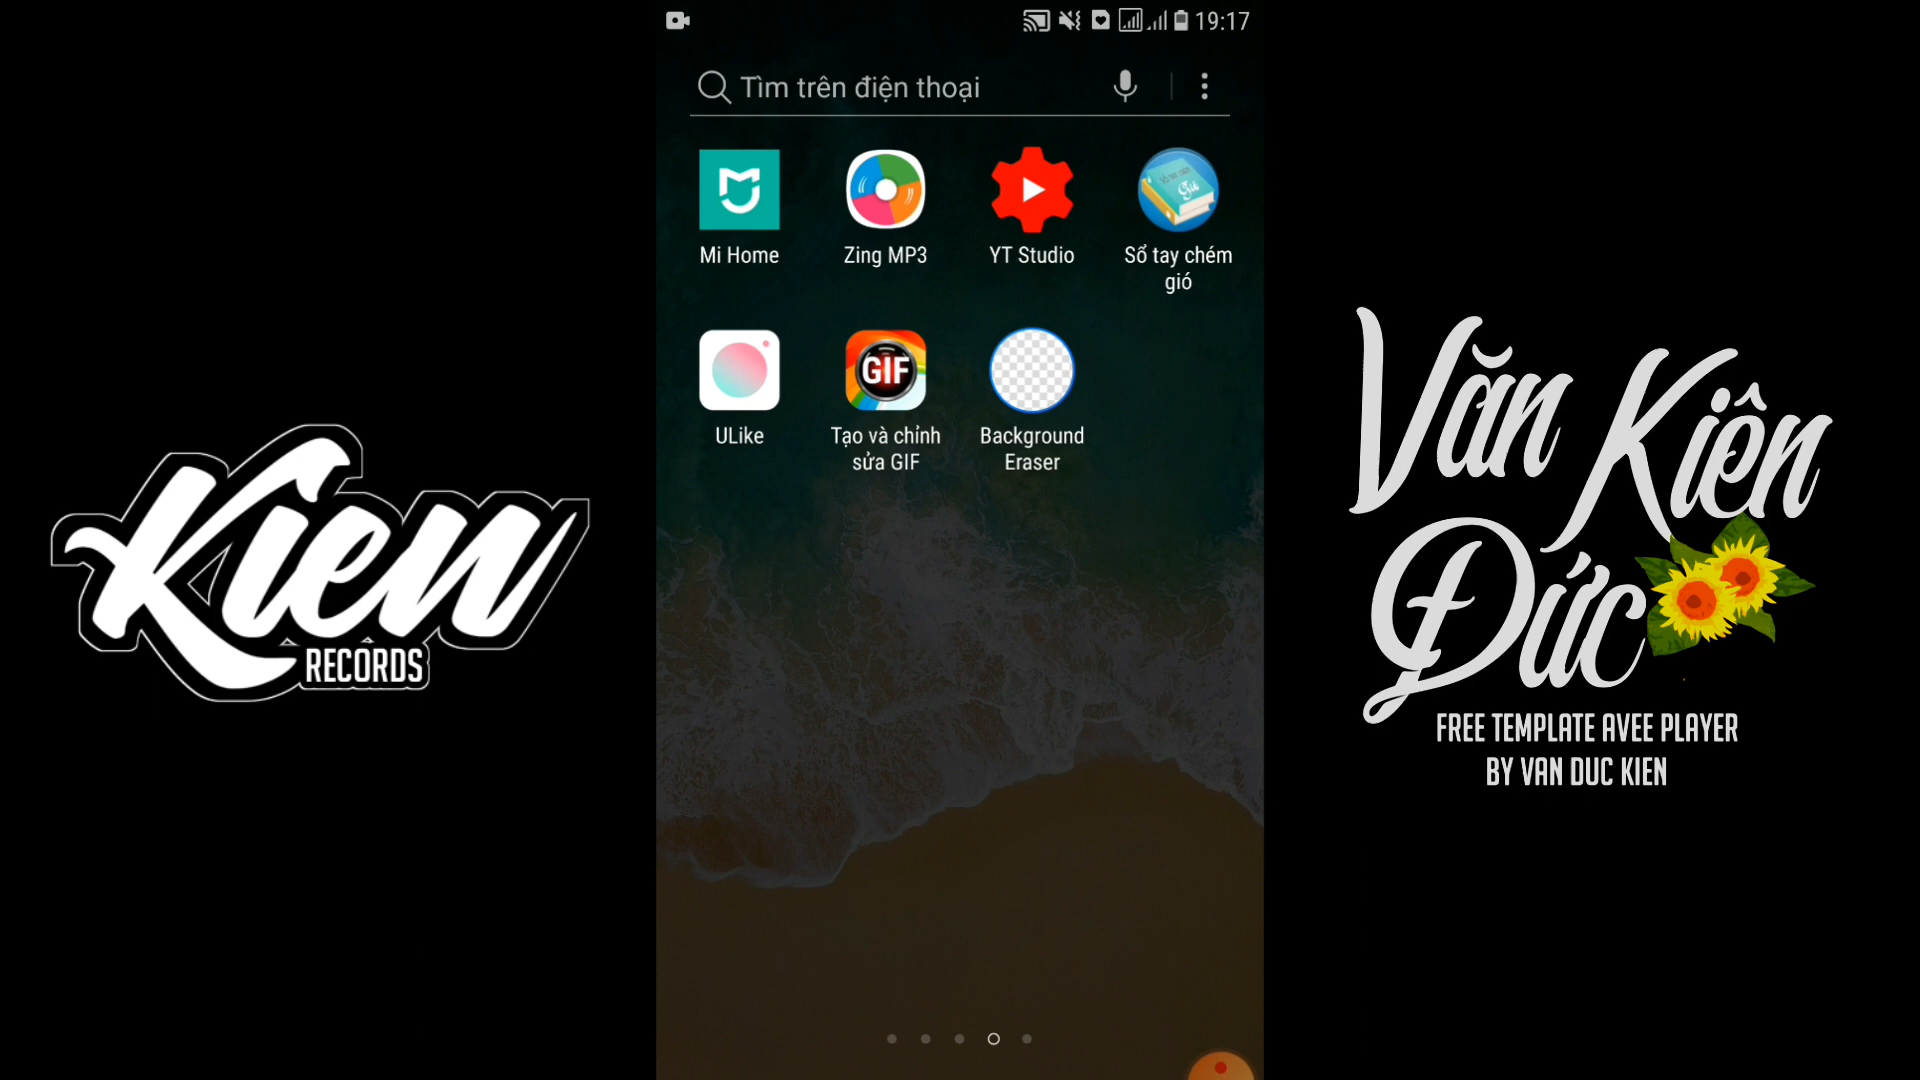 19:17
Tìm trên điện thoại
Mi Home
Zing MP3
YT Studio
Sổ tay chém
gió
GIF
ULike
Tạo và chỉnh
sửa GIF
Background
Eraser
Kien
RECORDS
Văn Kiên
Đức
FREE TEMPLATE AVEE PLAYER
BY VAN DUC KIEN